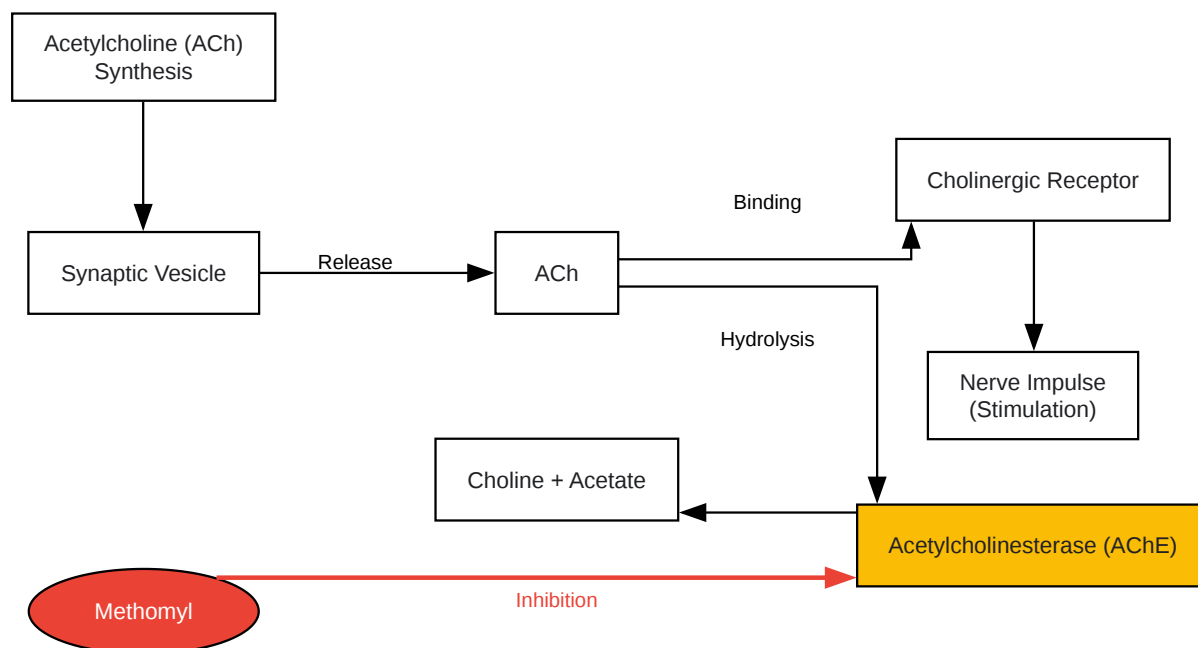 Acetylcholine (ACh)
Synthesis
Cholinergic Receptor
Binding
Synaptic Vesicle
Release
ACh
Hydrolysis
Nerve Impulse
(Stimulation)
Choline + Acetate
Acetylcholinesterase (AChE)
Methomyl
Inhibition